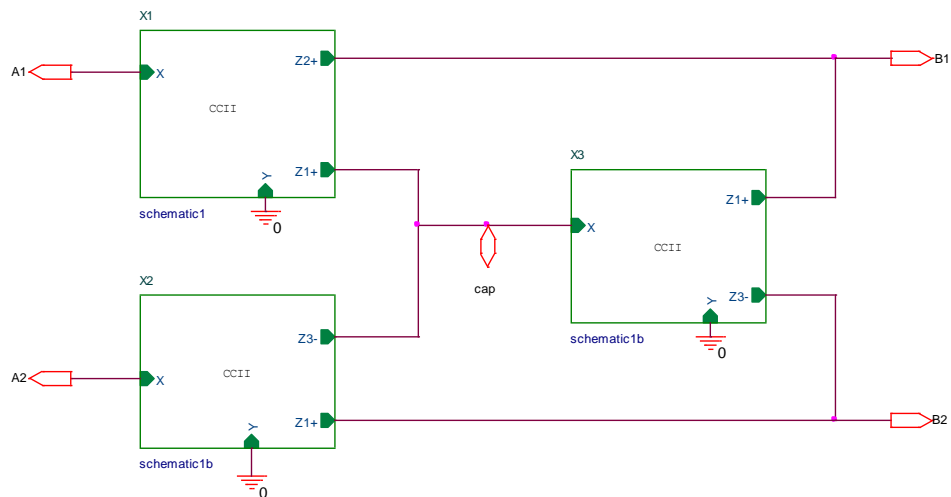 X1
A1
X
Z2+
B1
CCII
Z1+
Y
schematic1
0
X3
X
Z1+
CCII
Z3-
Y
schematic1b
0
cap
X2
A2
X
Z3-
CCII
Z1+
B2
Y
schematic1b
0